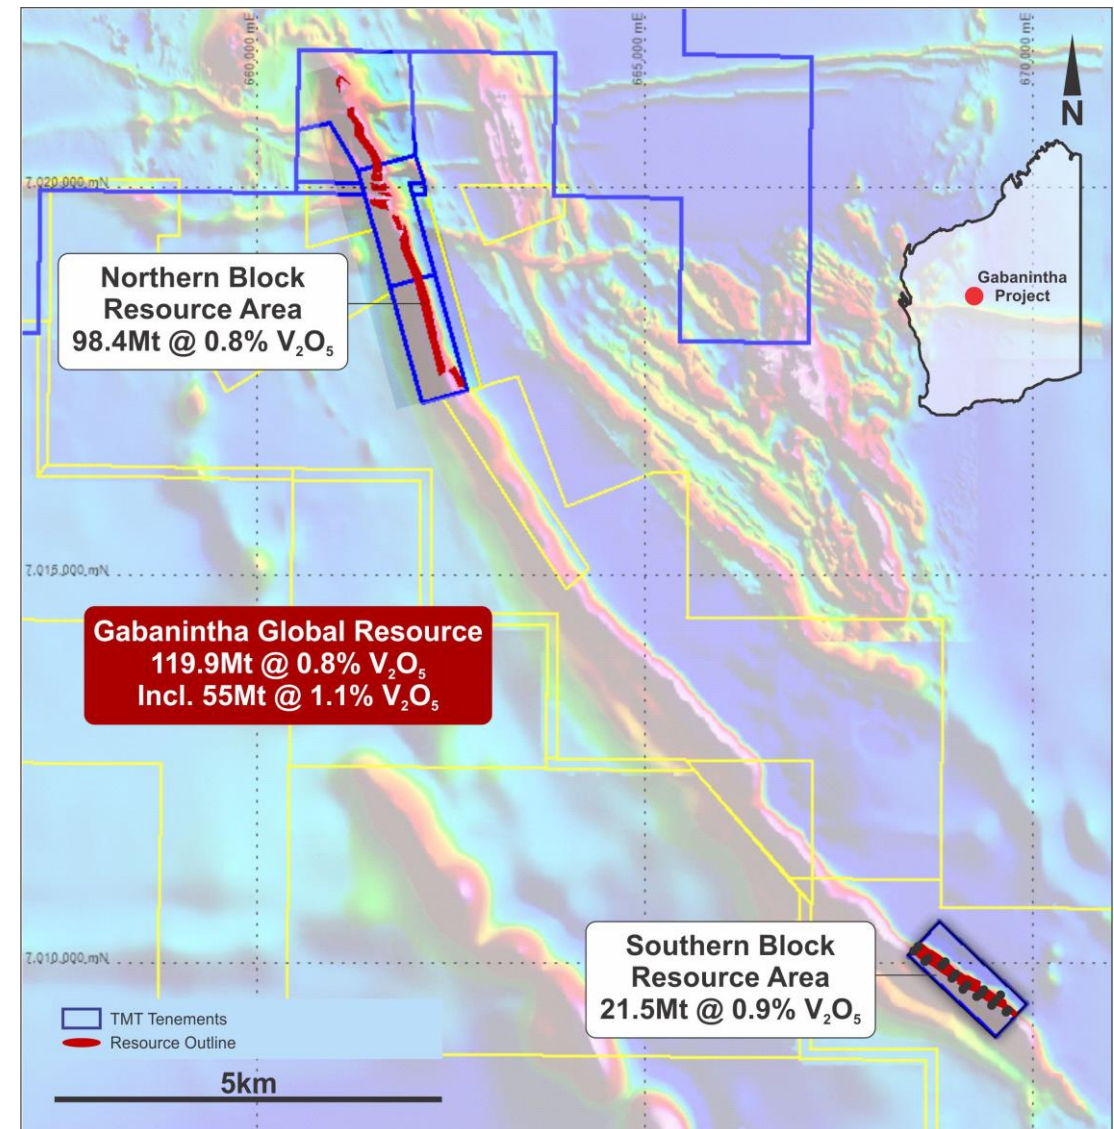 660,000 mE
665,000 mE
670,000 mE
N
7,020,000 mN
Gabanintha
Project
Northern Block
Resource Area
98.4Mt @ 0.8% V₂O₅
7,015,000 mN
Gabanintha Global Resource
119.9Mt @ 0.8% V₂O₅
Incl. 55Mt @ 1.1% V₂O₅
Southern Block
Resource Area
21.5Mt @ 0.9% V₂O₅
7,010,000 mN
TMT Tenements
Resource Outline
5km